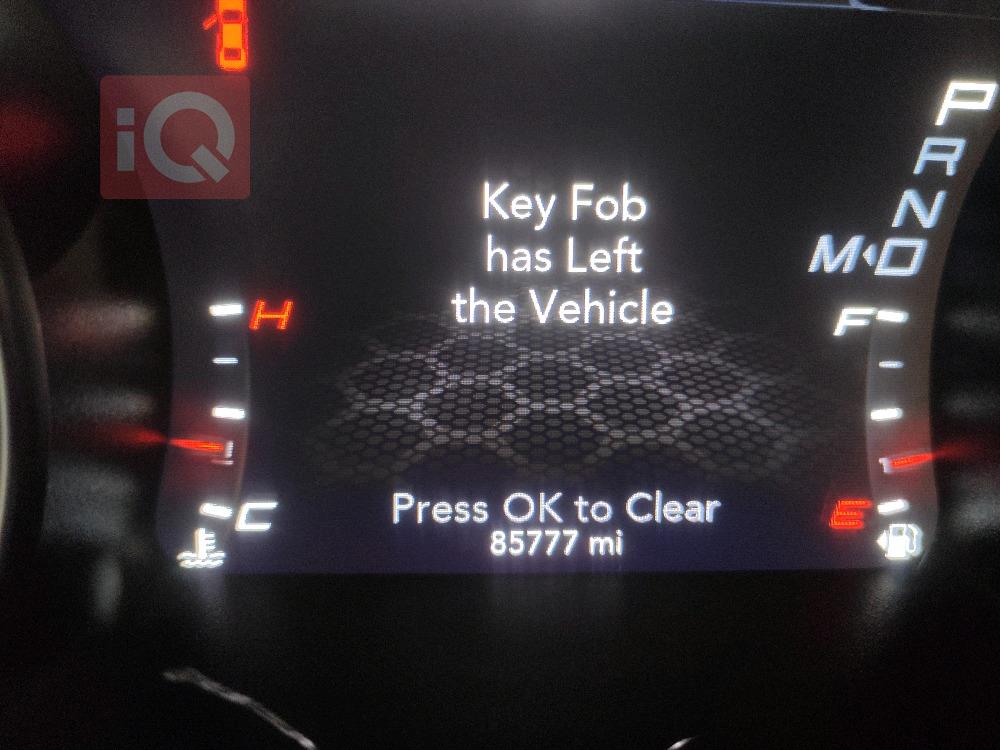 iQ
P
R
Key Fob
N
has Left
M D
the Vehicle
H
F
Press OK to Clear
C
E
85777 mi